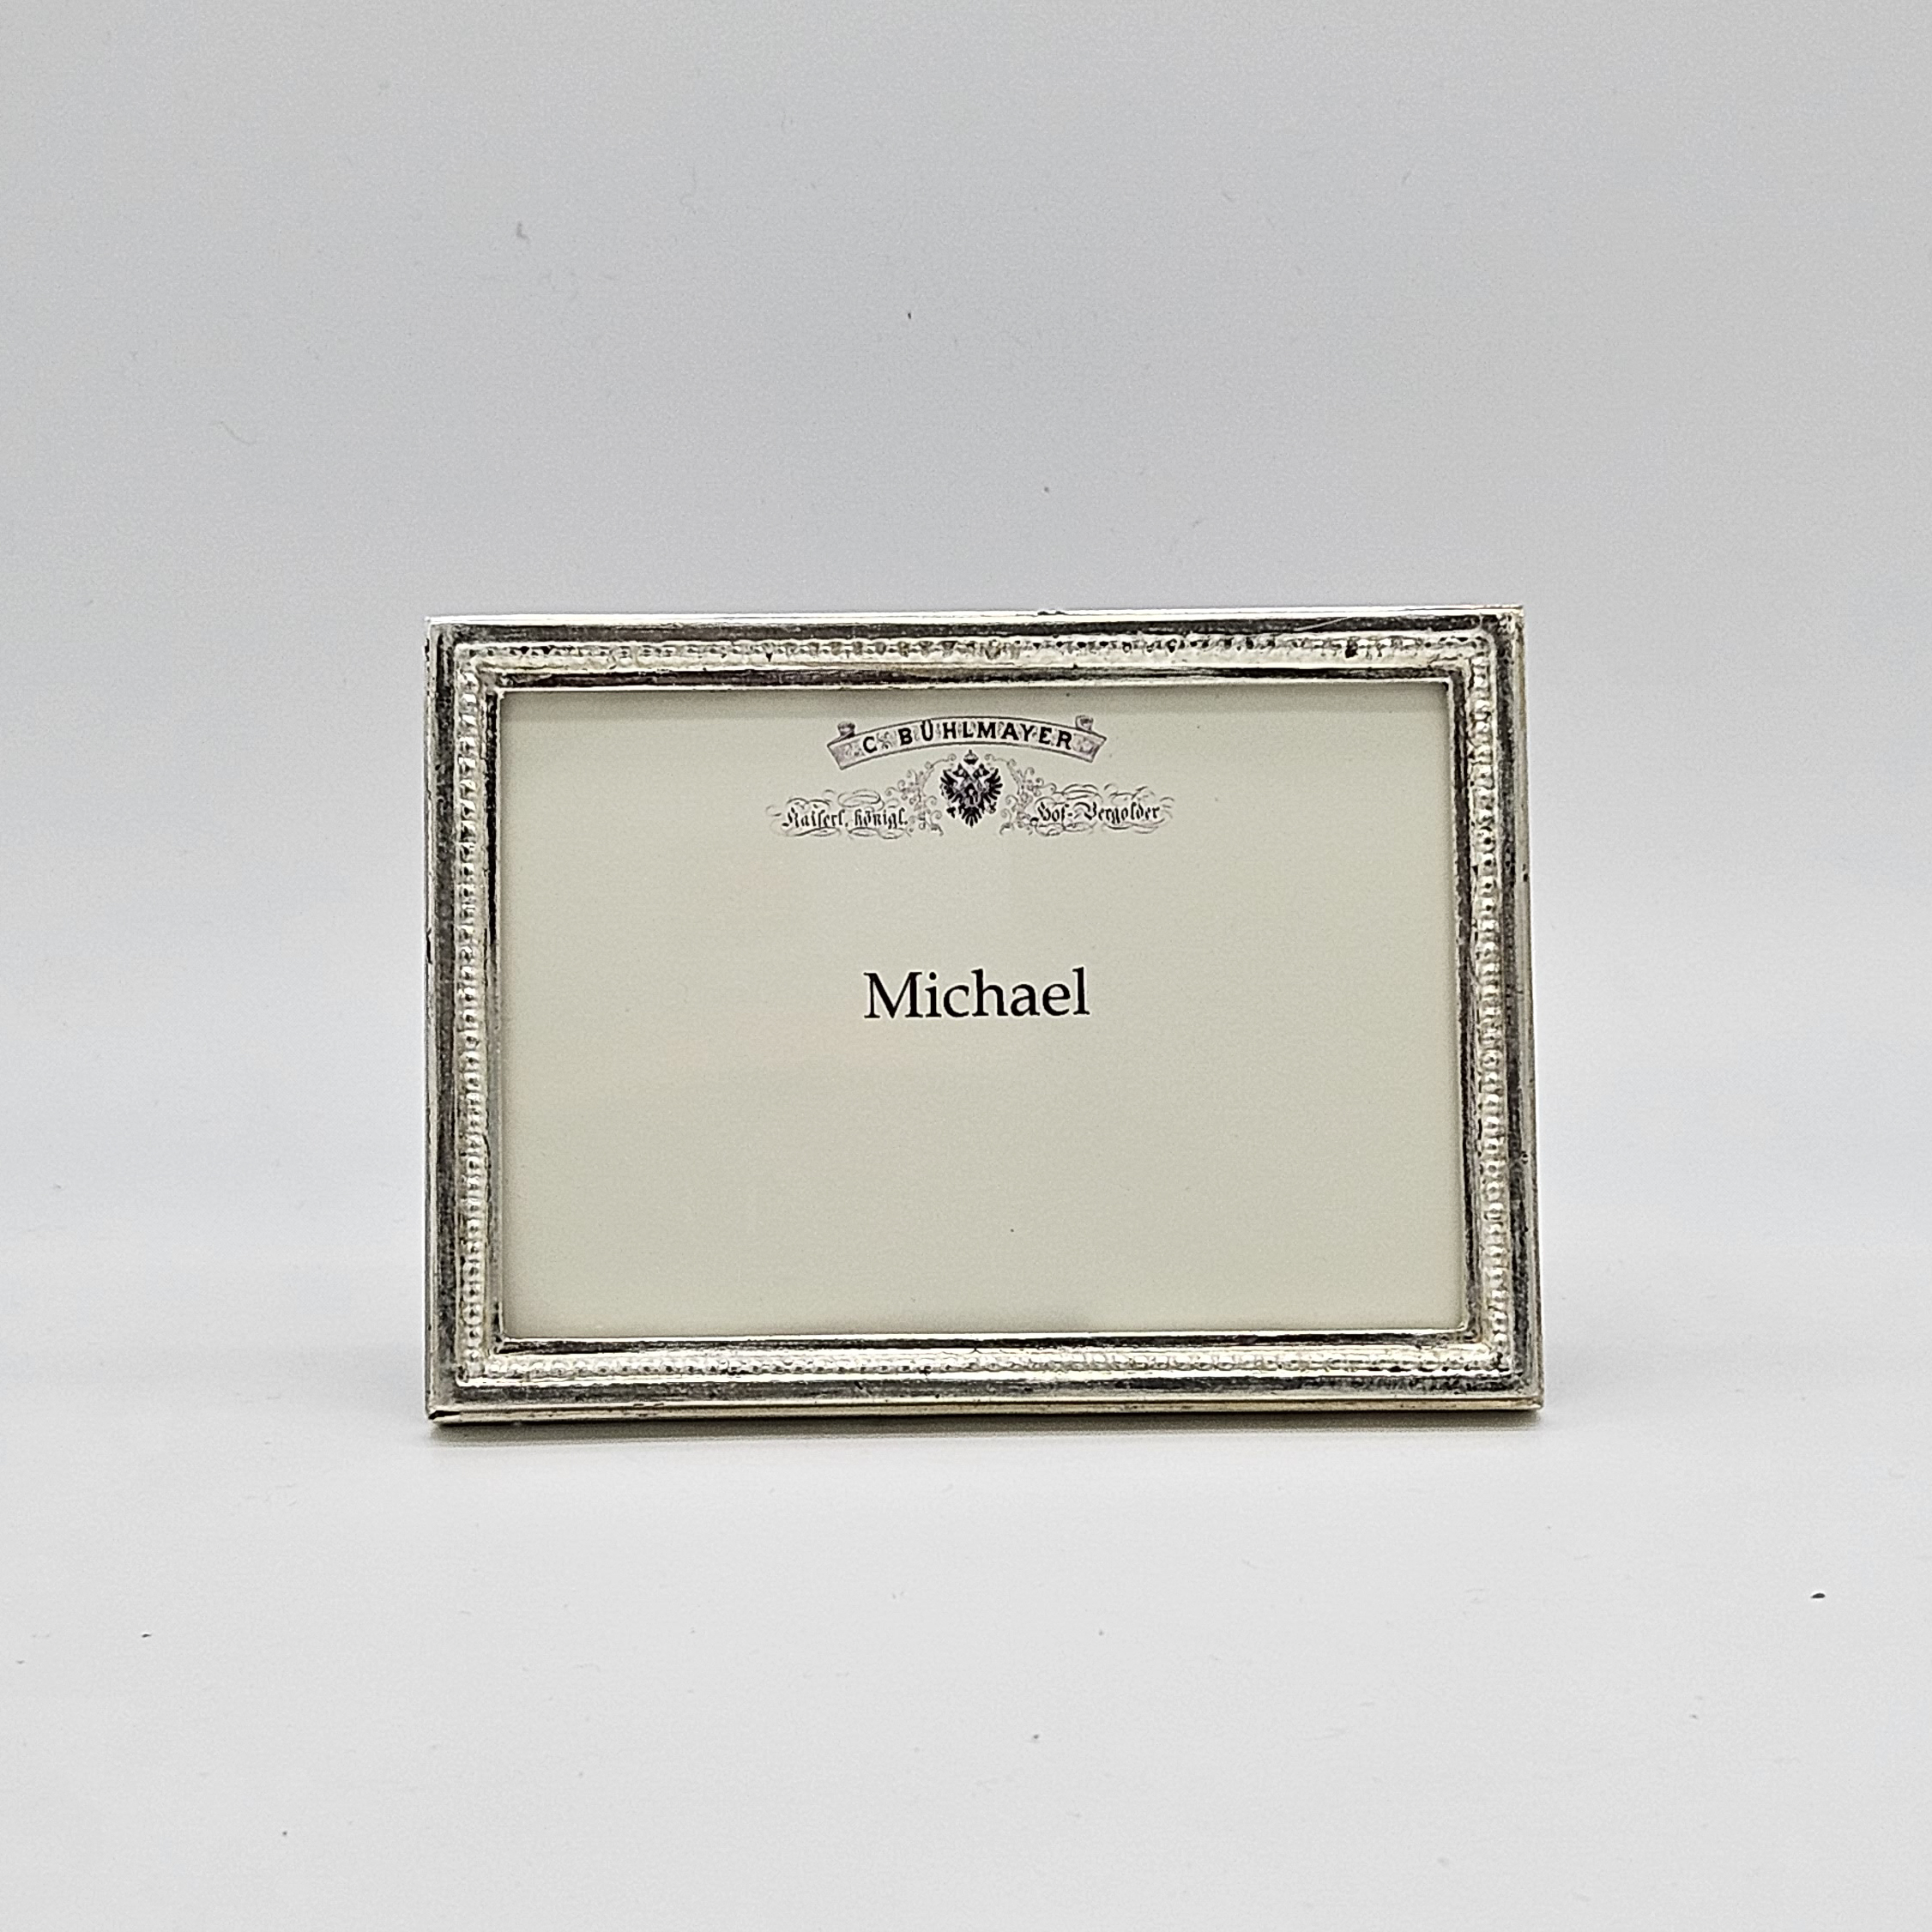 C. BÜHLMAYER
Kaiserl. königl. Hof-Vergolder
Michael